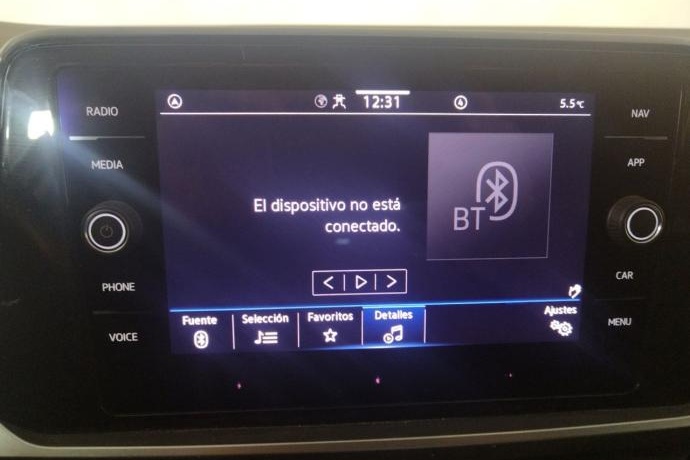 RADIO
MEDIA
PHONE
VOICE
12:31
4
5.5°C
El dispositivo no está
conectado.
BT
Fuente
Selección
Favoritos
Detalles
Ajustes
NAV
APP
CAR
MENU